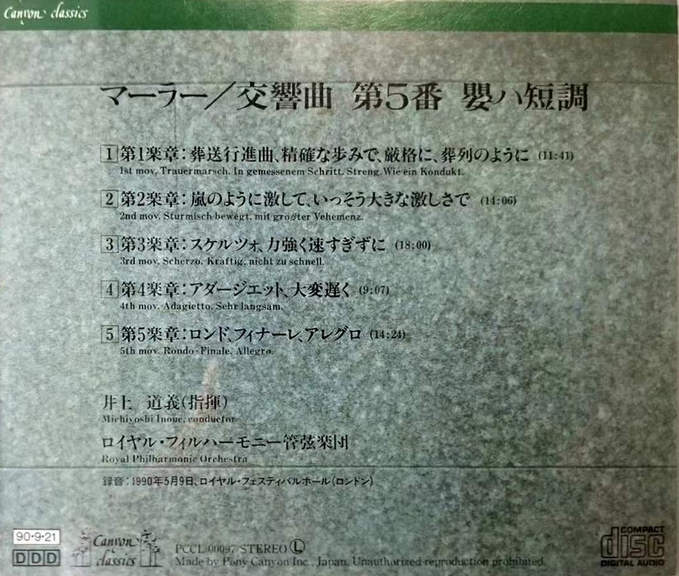 Canyon classics
マーラー／交響曲 第5番 嬰ハ短調
1 第1楽章：葬送行進曲、精確な歩みで、厳格に、葬列のように (11:41)
1st mov. Trauermarsch. In gemessenem Schritt. Streng. Wie ein Kondukt.
2 第2楽章：嵐のように激して、いっそう大きな激しさで (14:06)
2nd mov. Stürmisch bewegt, mit größter Vehemenz.
3 第3楽章：スケルツォ、力強く速すぎずに (18:00)
3rd mov. Scherzo. Kräftig, nicht zu schnell.
4 第4楽章：アダージエット、大変遅く (9:07)
4th mov. Adagietto. Sehr langsam.
5 第5楽章：ロンド、フィナーレ、アレグロ (14:24)
5th mov. Rondo-Finale. Allegro.
井上 道義(指揮)
Michiyoshi Inoue, conductor
ロイヤル・フィルハーモニー管弦楽団
Royal Philharmonic Orchestra
録音：1990年5月9日、ロイヤル・フェスティバルホール(ロンドン)
90・9・21
DDD
Canyon classics
PCCL-00097 STEREO Ⓛ
Made by Pony Canyon Inc., Japan. Unauthorized reproduction prohibited.
COMPACT disc DIGITAL AUDIO